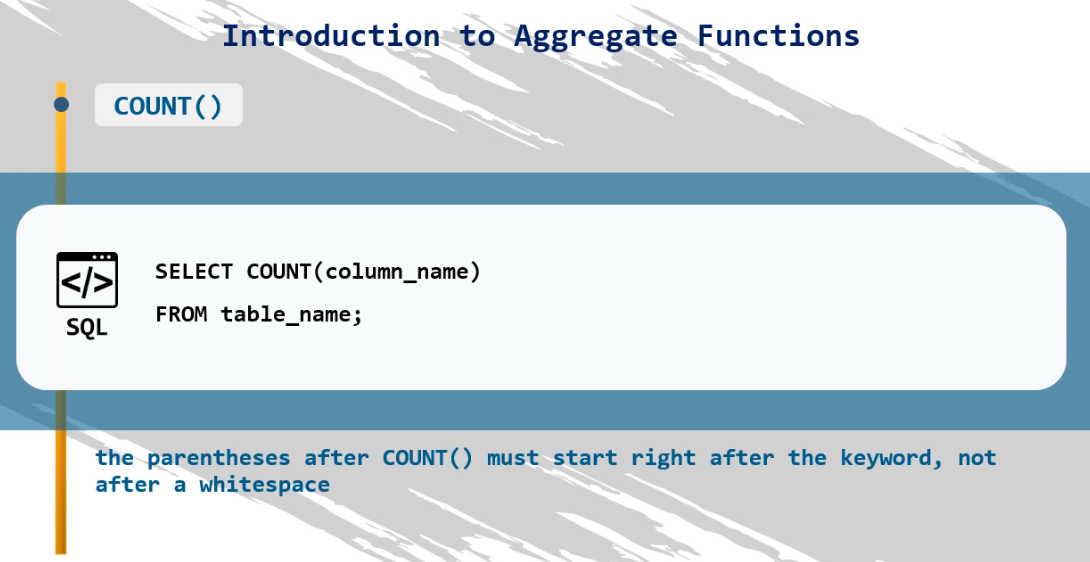 Introduction to Aggregate Functions
COUNT()
SELECT COUNT(column_name)
FROM table_name;
</>
SQL
the parentheses after COUNT() must start right after the keyword, not
after a whitespace